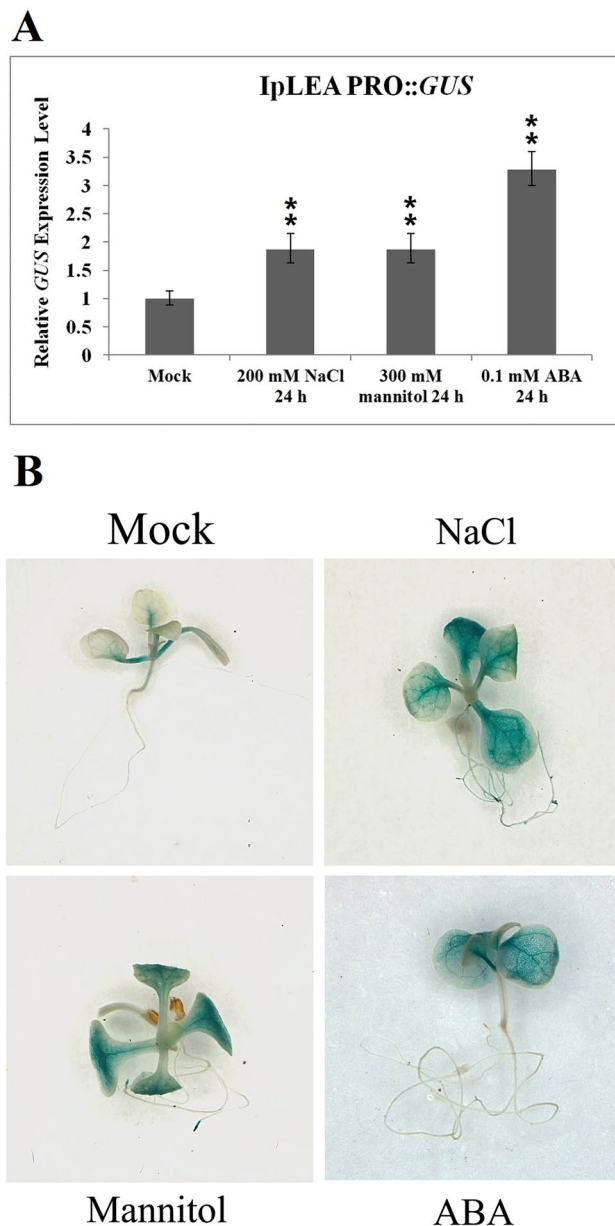 A
IpLEA PRO::GUS
Relative GUS Expression Level
4
3.5
3
2.5
2
1.5
1
0.5
0
**
**
**
Mock
200 mM NaCl
24 h
300 mM
mannitol 24 h
0.1 mM ABA
24 h
B
Mock
NaCl
Mannitol
ABA